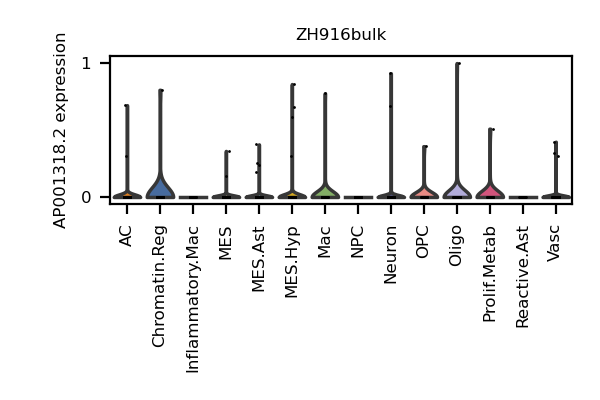 ZH916bulk
AP001318.2 expression
1
0
AC
Chromatin.Reg
Inflammatory.Mac
MES
MES.Ast
MES.Hyp
Mac
NPC
Neuron
OPC
Oligo
Prolif.Metab
Reactive.Ast
Vasc